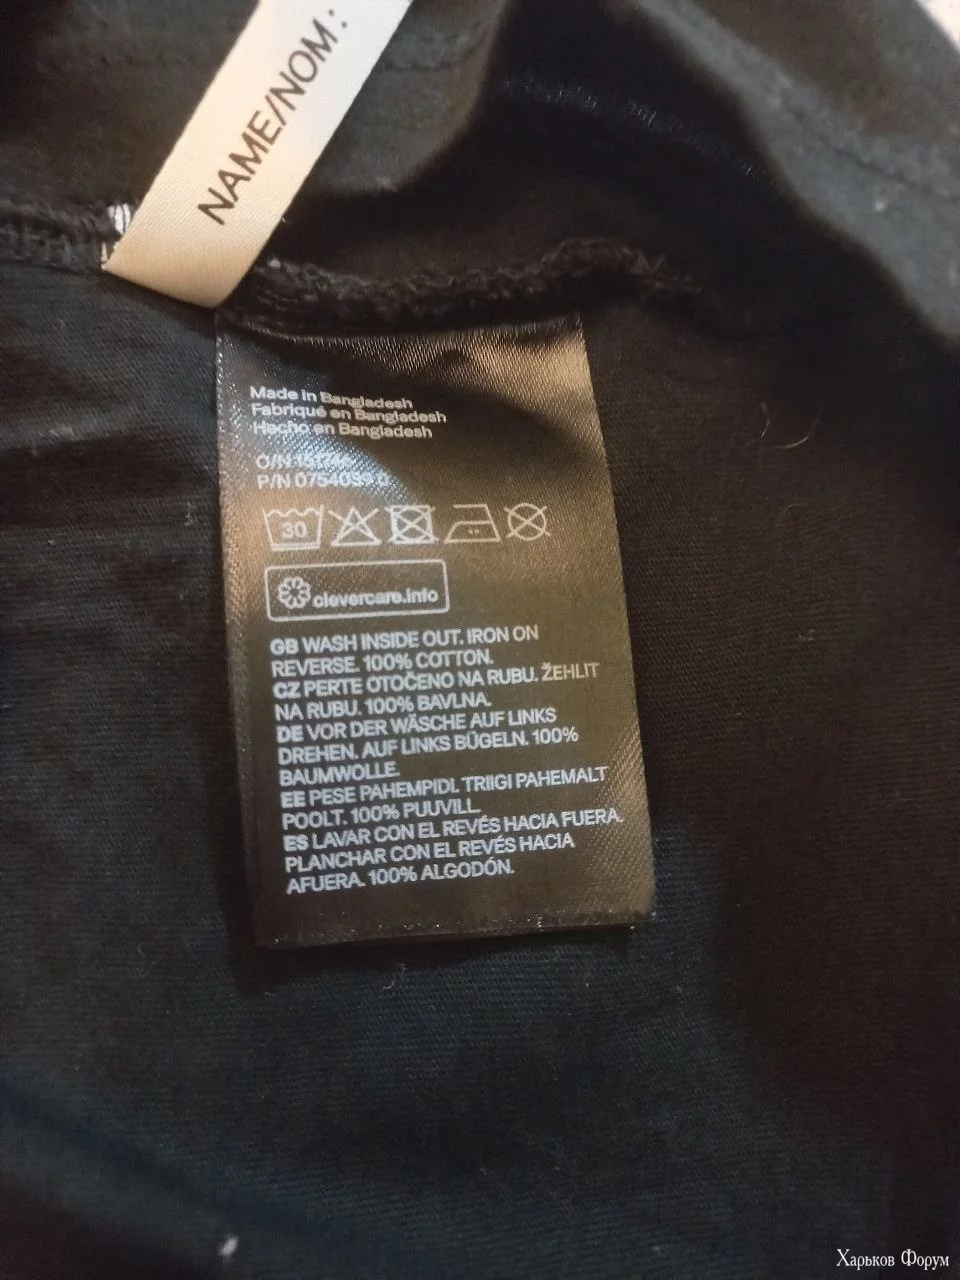 NAME/NOM :
Made in Bangladesh
Fabriqué en Bangladesh
Hecho en Bangladesh
O/N
P/N
30
clevercare.info
GB WASH INSIDE OUT. IRON ON
REVERSE. 100% COTTON.
CZ PERTE OTOČENO NA RUBU. ŽEHLIT
NA RUBU. 100% BAVLNA.
DE VOR DER WÄSCHE AUF LINKS
DREHEN. AUF LINKS BÜGELN. 100%
BAUMWOLLE.
EE PESE PAHEMPIDI. TRIIGI PAHEMALT
POOLT. 100% PUUVILL
ES LAVAR CON EL REVÉS HACIA FUERA.
PLANCHAR CON EL REVÉS HACIA
AFUERA. 100% ALGODÓN.
Харьков Форум